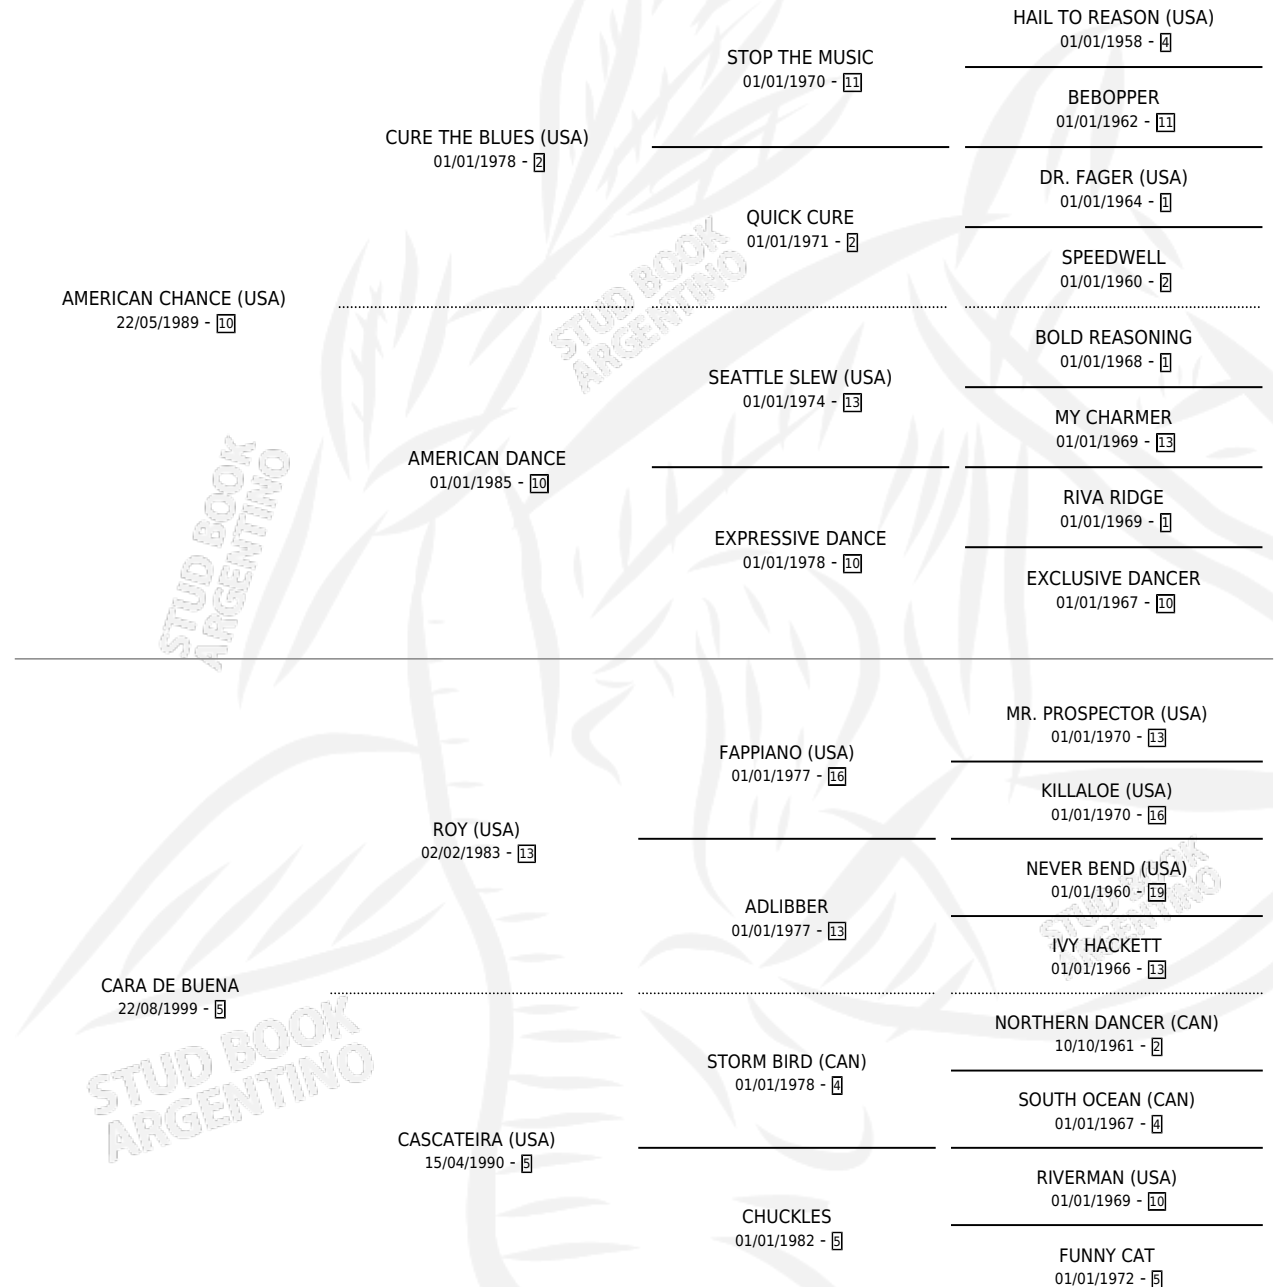 HAIL TO REASON (USA)
01/01/1958 - 4
STOP THE MUSIC
01/01/1970 - 11
BEBOPPER
01/01/1962 - 11
CURE THE BLUES (USA)
01/01/1978 - 2
DR. FAGER (USA)
01/01/1964 - 1
QUICK CURE
01/01/1971 - 2
SPEEDWELL
01/01/1960 - 2
AMERICAN CHANCE (USA)
22/05/1989 - 10
STUD BOOK
ARGENTINO
BOLD REASONING
01/01/1968 - 1
SEATTLE SLEW (USA)
01/01/1974 - 13
MY CHARMER
01/01/1969 - 13
AMERICAN DANCE
01/01/1985 - 10
RIVA RIDGE
01/01/1969 - 1
EXPRESSIVE DANCE
01/01/1978 - 10
EXCLUSIVE DANCER
01/01/1967 - 10
STUD BOOK
ARGENTINO
MR. PROSPECTOR (USA)
01/01/1970 - 13
FAPPIANO (USA)
01/01/1977 - 16
KILLALOE (USA)
01/01/1970 - 16
ROY (USA)
02/02/1983 - 13
NEVER BEND (USA)
01/01/1960 - 19
ADLIBBER
01/01/1977 - 13
STUD BOOK
ARGENTINO
IVY HACKETT
01/01/1966 - 13
CARA DE BUENA
22/08/1999 - 5
NORTHERN DANCER (CAN)
10/10/1961 - 2
STORM BIRD (CAN)
01/01/1978 - 4
SOUTH OCEAN (CAN)
01/01/1967 - 4
STUD BOOK
ARGENTINO
CASCATEIRA (USA)
15/04/1990 - 5
RIVERMAN (USA)
01/01/1969 - 10
CHUCKLES
01/01/1982 - 5
FUNNY CAT
01/01/1972 - 5